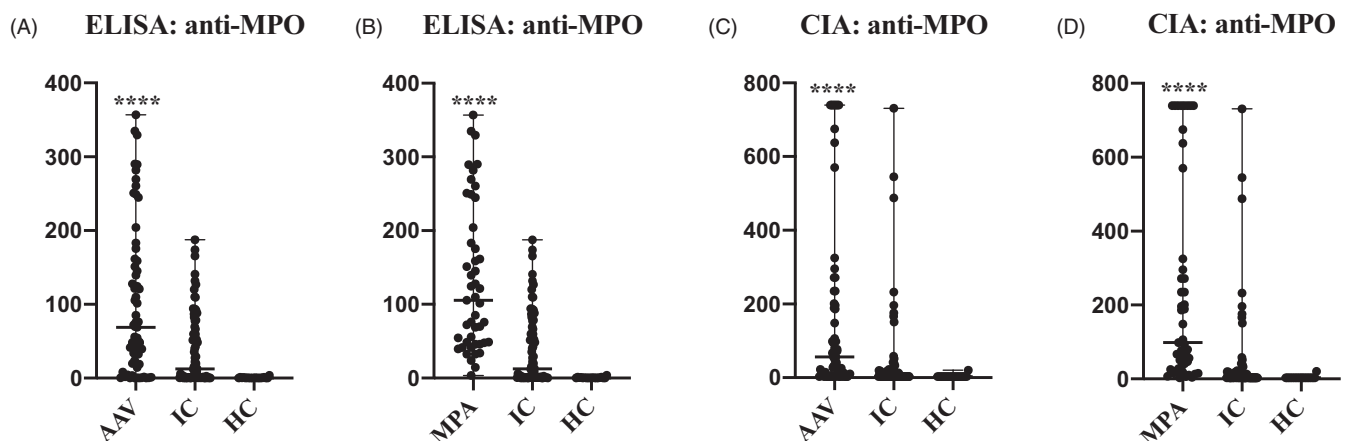 (A) ELISA: anti-MPO
400
300
200
100
0
****
AAV
IC
HC
(B) ELISA: anti-MPO
400
300
200
100
0
****
MPA
IC
HC
(C) CIA: anti-MPO
800
600
400
200
0
****
AAV
IC
HC
(D) CIA: anti-MPO
800
600
400
200
0
****
MPA
IC
HC